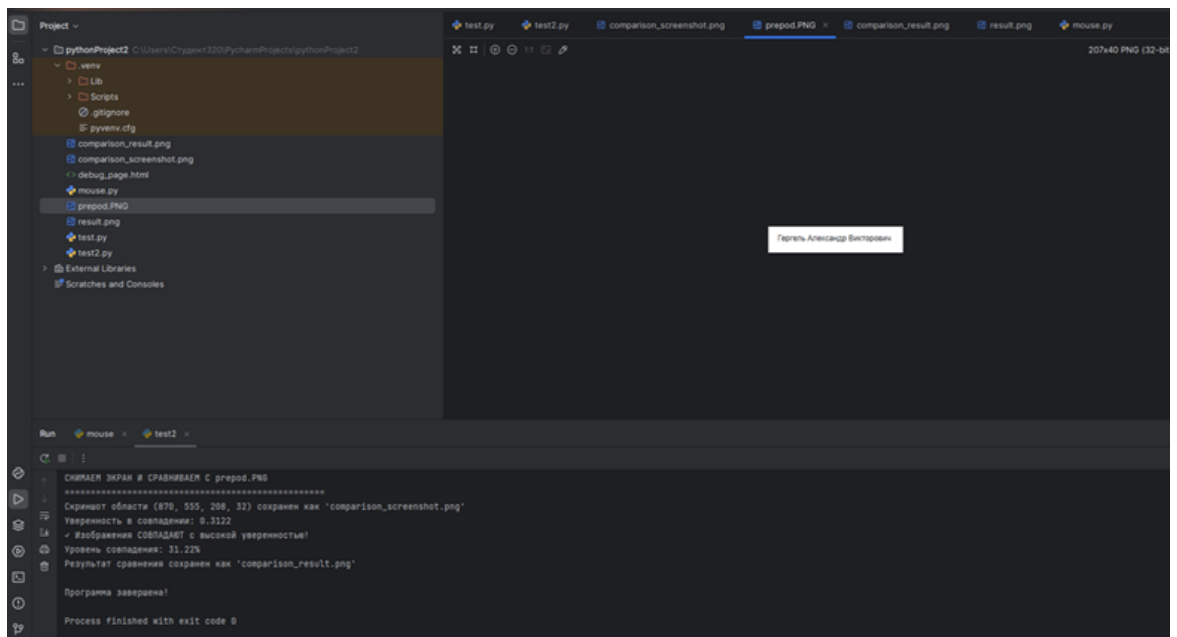 Project
test.py test2.py comparison_screenshot.png prepod.PNG comparison_result.png result.png mouse.py
pythonProject2 C:\Users\Студент320\PycharmProjects\pythonProject2
1:1
207x40 PNG (32-bit
.venv
Lib
Scripts
.gitignore
pyvenv.cfg
comparison_result.png
comparison_screenshot.png
debug_page.html
mouse.py
prepod.PNG
result.png
test.py
test2.py
External Libraries
Scratches and Consoles
Гергель Александр Викторович
Run mouse test2
СНИМАЕМ ЭКРАН И СРАВНИВАЕМ С prepod.PNG
==================================================
Скриншот области (870, 555, 208, 32) сохранен как 'comparison_screenshot.png'
Уверенность в совпадении: 0.3122
✓ Изображения СОВПАДАЮТ с высокой уверенностью!
Уровень совпадения: 31.22%
Результат сравнения сохранен как 'comparison_result.png'
Программа завершена!
Process finished with exit code 0